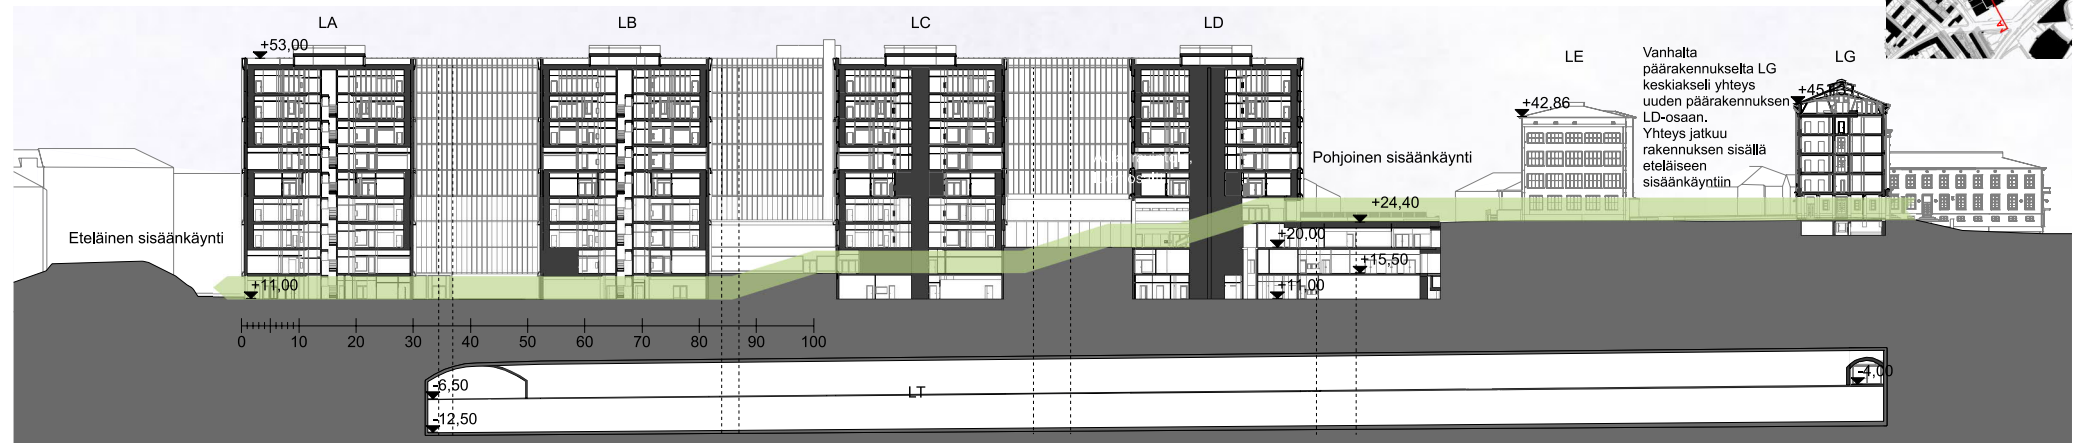 LA
LB
LC
LD
LE
LG
+53,00
+42,86
Vanhalta
päärakennukselta LG
keskiakseli yhteys
uuden päärakennuksen
LD-osaan.
Yhteys jatkuu
rakennuksen sisällä
eteläiseen
sisäänkäyntiin
Pohjoinen sisäänkäynti
Eteläinen sisäänkäynti
+24,40
+20,00
+15,50
+11,00
+11,00
0 10 20 30 40 50 60 70 80 90 100
-6,50
-12,50
LT
-4,00